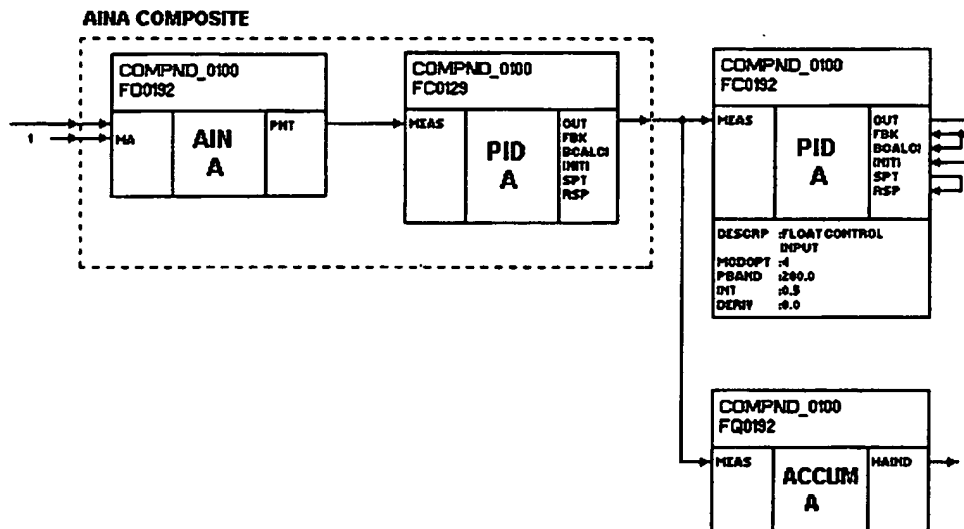 AINA COMPOSITE
COMPND_0100
FD0192
1
MA
AIN
A
PNT
COMPND_0100
FC0129
MEAS
PID
A
OUT
FBK
BCALCI
INITI
SPT
RSP
COMPND_0100
FC0192
MEAS
PID
A
OUT
FBK
BCALCI
INITI
SPT
RSP
DESCRP :FLOAT CONTROL
INPUT
MODOPT :4
PBAND :200.0
INT :0.5
DERIV :0.0
COMPND_0100
FQ0192
MEAS
ACCUM
A